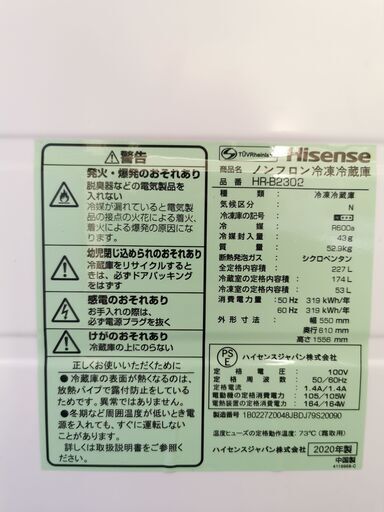 ⚠警告
発火・爆発のおそれあり
脱臭器などの電気製品を
入れない
冷媒が漏れていると電気製
品の接点の火花による着火、
着火による爆発の原因に
なります。
幼児閉じ込められのおそれあり
冷蔵庫をリサイクルすると
きは、必ずドアパッキング
をはずす
感電のおそれあり
お手入れの際は、
必ず電源プラグを抜く
けがのおそれあり
冷蔵庫の上にのらない
正しくお使いいただくために
●冷蔵庫の表面が熱くなるのは、
放熱パイプで露付防止をしている
ためです。異常ではありません。
●冬期など周囲温度が低いとき
電源を入れても、すぐに運転しない
ことがあります。
詳しくは取扱説明書をご参照く
ださい。
TÜVRheinland Hisense
商品名 ノンフロン冷凍冷蔵庫
品番 HR-B2302
種類 冷凍冷蔵庫
気候区分 N
冷凍庫の記号
冷媒 R600a
冷媒封入量 43g
質量 52.9kg
断熱発泡ガス シクロペンタン
全定格内容積 227 L
冷蔵室の定格内容積 174 L
冷凍室の定格内容積 53 L
消費電力量 50 Hz 319 kWh/年
60 Hz 319 kWh/年
外形寸法 幅 550 mm
奥行 610 mm
高さ 1556 mm
PSE ハイセンスジャパン株式会社
定格電圧 100V
定格周波数 50/60Hz
定格電流 1.4A/1.4A
電動機の定格消費電力 105/105W
電熱装置の定格消費電力 164/164W
製造番号 1B0227Z0048JBDJ79S20090
温度ヒューズの定格動作温度 73℃(霜取用)
ハイセンスジャパン株式会社 2020年製
中国製